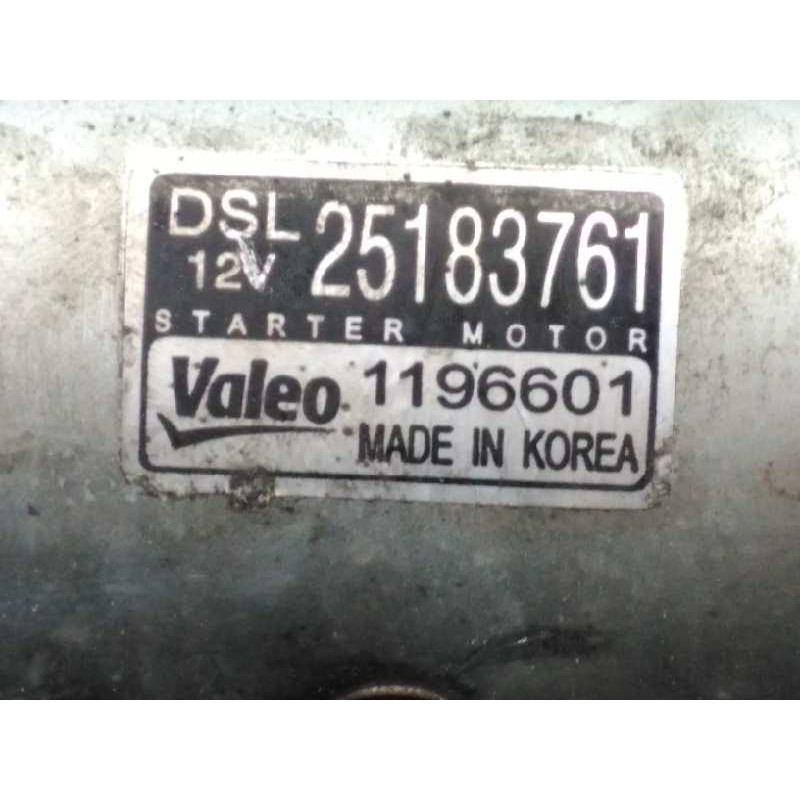 DSL 25183761
12V
STARTER MOTOR
Valeo 1196601
MADE IN KOREA